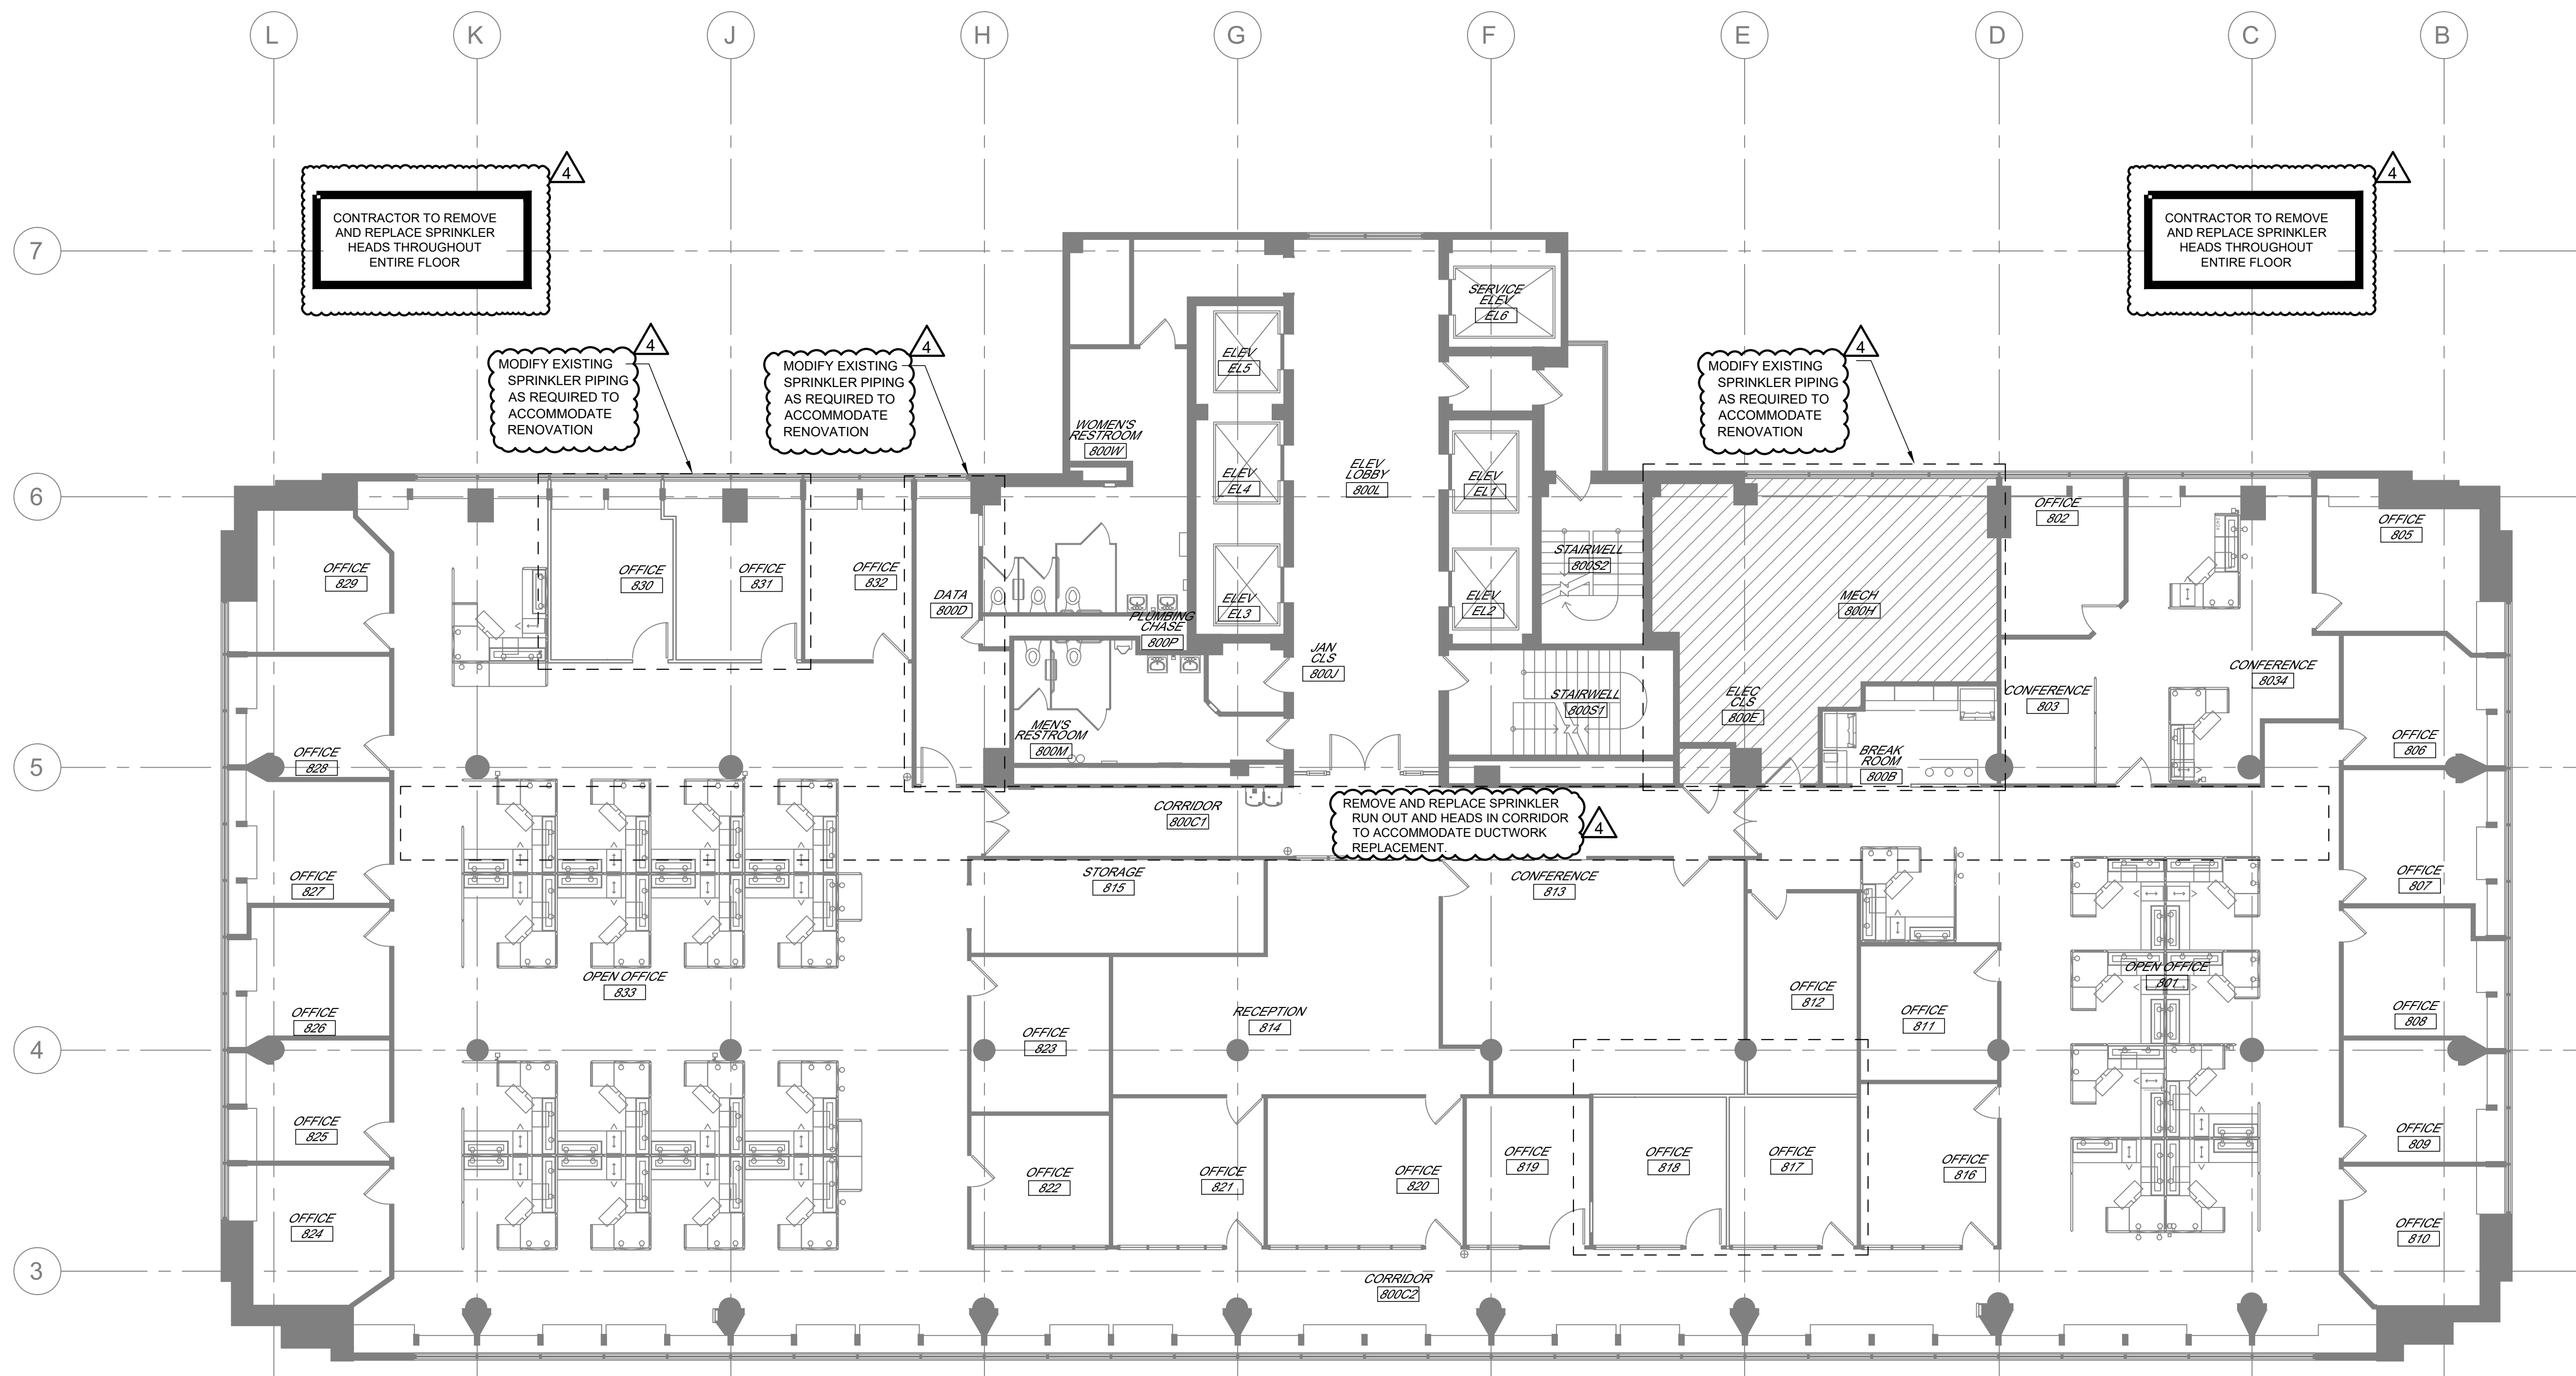 L
K
J
H
G
F
E
D
C
B
7
6
5
4
3
CONTRACTOR TO REMOVE
AND REPLACE SPRINKLER
HEADS THROUGHOUT
ENTIRE FLOOR
4
CONTRACTOR TO REMOVE
AND REPLACE SPRINKLER
HEADS THROUGHOUT
ENTIRE FLOOR
4
MODIFY EXISTING
SPRINKLER PIPING
AS REQUIRED TO
ACCOMMODATE
RENOVATION
4
MODIFY EXISTING
SPRINKLER PIPING
AS REQUIRED TO
ACCOMMODATE
RENOVATION
4
MODIFY EXISTING
SPRINKLER PIPING
AS REQUIRED TO
ACCOMMODATE
RENOVATION
4
SERVICE
ELEV
EL6
ELEV
EL5
WOMEN'S
RESTROOM
800W
ELEV
EL4
ELEV
LOBBY
800L
ELEV
EL1
OFFICE
802
OFFICE
805
OFFICE
829
OFFICE
830
OFFICE
831
OFFICE
832
DATA
800D
PLUMBING
CHASE
800P
ELEV
EL3
ELEV
EL2
STAIRWELL
800S2
MECH
800H
JAN
CLS
800J
STAIRWELL
800S1
ELEC
CLS
800E
CONFERENCE
803
CONFERENCE
8034
MEN'S
RESTROOM
800M
BREAK
ROOM
800B
OFFICE
828
OFFICE
806
CORRIDOR
800C1
REMOVE AND REPLACE SPRINKLER
RUN OUT AND HEADS IN CORRIDOR
TO ACCOMMODATE DUCTWORK
REPLACEMENT.
4
OFFICE
827
STORAGE
815
CONFERENCE
813
OFFICE
807
OPEN OFFICE
833
OPEN OFFICE
801
OFFICE
826
RECEPTION
814
OFFICE
812
OFFICE
811
OFFICE
808
OFFICE
823
OFFICE
825
OFFICE
809
OFFICE
822
OFFICE
821
OFFICE
820
OFFICE
819
OFFICE
818
OFFICE
817
OFFICE
816
OFFICE
824
OFFICE
810
CORRIDOR
800C2